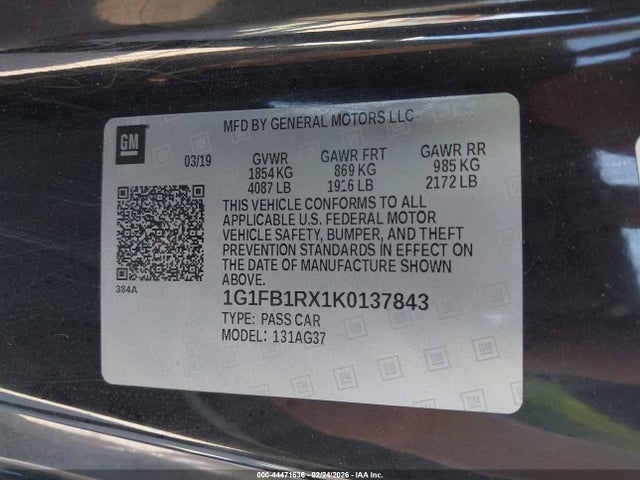 MFD BY GENERAL MOTORS LLC
GM
03/19
GVWR
1854 KG
4087 LB
GAWR FRT
869 KG
1916 LB
GAWR RR
985 KG
2172 LB
THIS VEHICLE CONFORMS TO ALL
APPLICABLE U.S. FEDERAL MOTOR
VEHICLE SAFETY, BUMPER, AND THEFT
PREVENTION STANDARDS IN EFFECT ON
THE DATE OF MANUFACTURE SHOWN
ABOVE.
384A
1G1FB1RX1K0137843
TYPE: PASS CAR
MODEL: 131AG37
00--44471636 - 02/24/2026 - IAAI Inc.